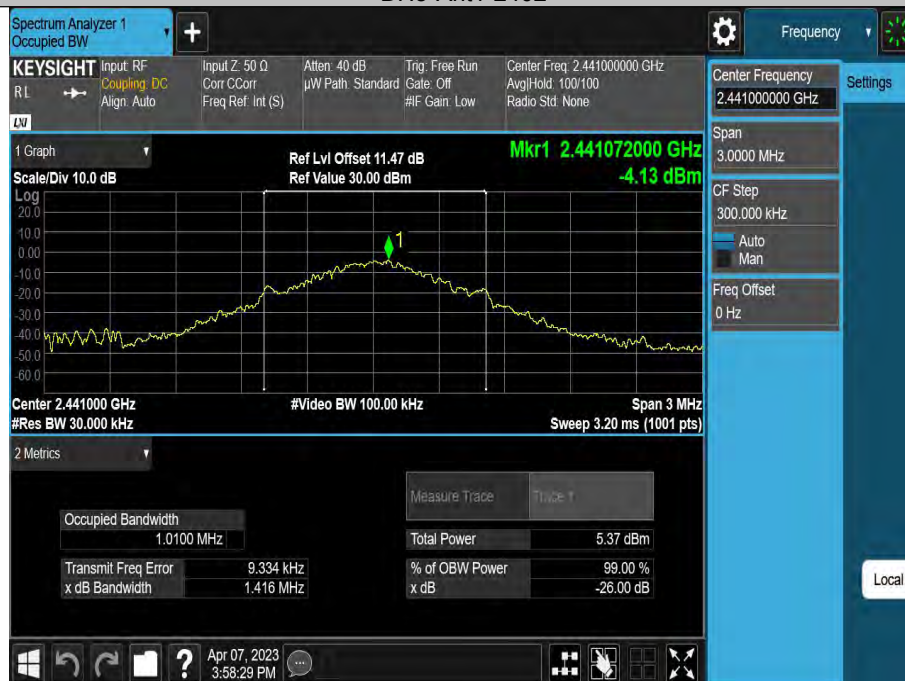 Spectrum Analyzer 1
Occupied BW
Frequency
KEYSIGHT
RL
LXI
Input: RF
Coupling: DC
Align: Auto
Input Z: 50 Ω
Corr CCorr
Freq Ref: Int (S)
Atten: 40 dB
µW Path: Standard
Trig: Free Run
Gate: Off
#IF Gain: Low
Center Freq: 2.441000000 GHz
Avg|Hold: 100/100
Radio Std: None
Center Frequency
2.441000000 GHz
Settings
Span
3.0000 MHz
CF Step
300.000 kHz
Auto
Man
Freq Offset
0 Hz
Local
1 Graph
Scale/Div 10.0 dB
Ref Lvl Offset 11.47 dB
Ref Value 30.00 dBm
Mkr1 2.441072000 GHz
-4.13 dBm
Log
20.0
10.0
0.00
-10.0
-20.0
-30.0
-40.0
-50.0
-60.0
1
Center 2.441000 GHz
#Res BW 30.000 kHz
#Video BW 100.00 kHz
Span 3 MHz
Sweep 3.20 ms (1001 pts)
2 Metrics
Measure Trace
Trace 1
Occupied Bandwidth
1.0100 MHz
Total Power 5.37 dBm
Transmit Freq Error 9.334 kHz
% of OBW Power 99.00 %
x dB Bandwidth 1.416 MHz
x dB -26.00 dB
?
Apr 07, 2023
3:58:29 PM